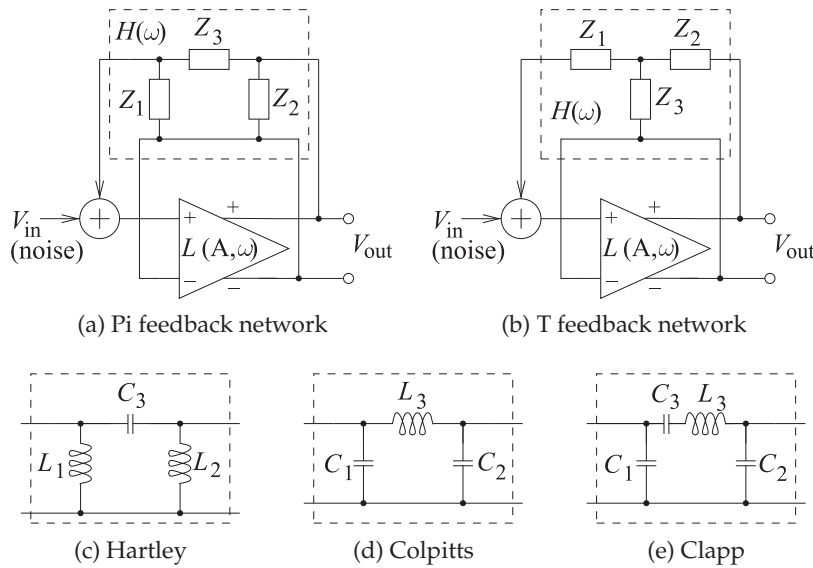 H(ω)
Z3
Z1
Z2
Vin
(noise)
+
+
−
+
−
L (A,ω)
Vout
(a) Pi feedback network
Z1
Z2
Z3
H(ω)
Vin
(noise)
+
+
−
+
−
L (A,ω)
Vout
(b) T feedback network
C3
L1
L2
(c) Hartley
L3
C1
C2
(d) Colpitts
C3
L3
C1
C2
(e) Clapp